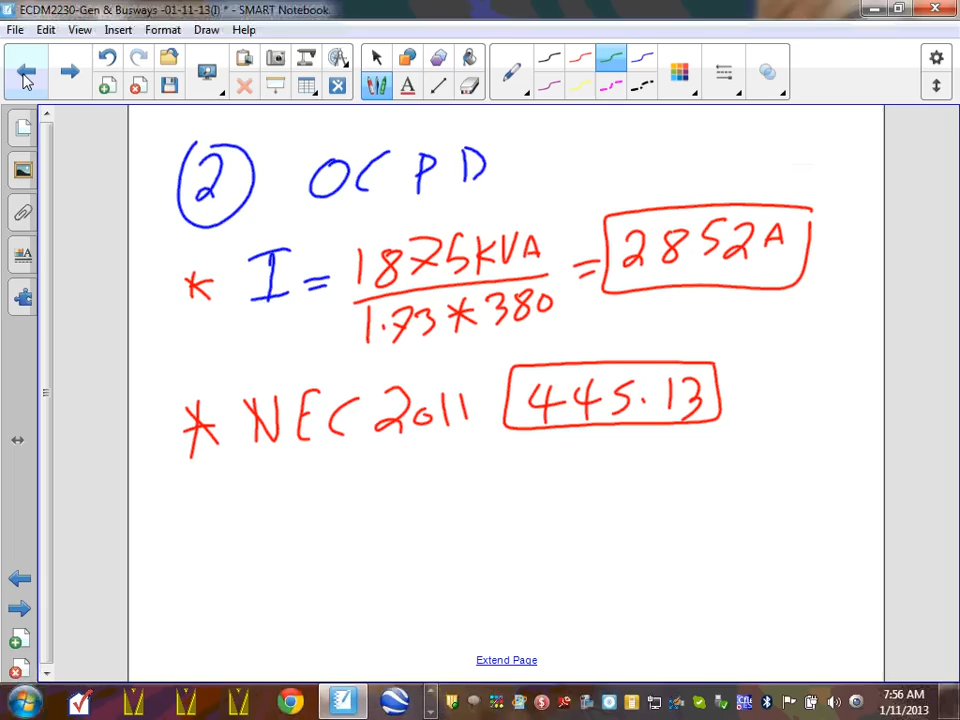 ECDM2230-Gen & Busways -01-11-13(I) * - SMART Notebook.
File Edit View Insert Format Draw Help
2 OCPD
* I = 1875KVA
1.73*380
= 2852A
* NEC 2011 445.13
Extend Page
7:56 AM
1/11/2013